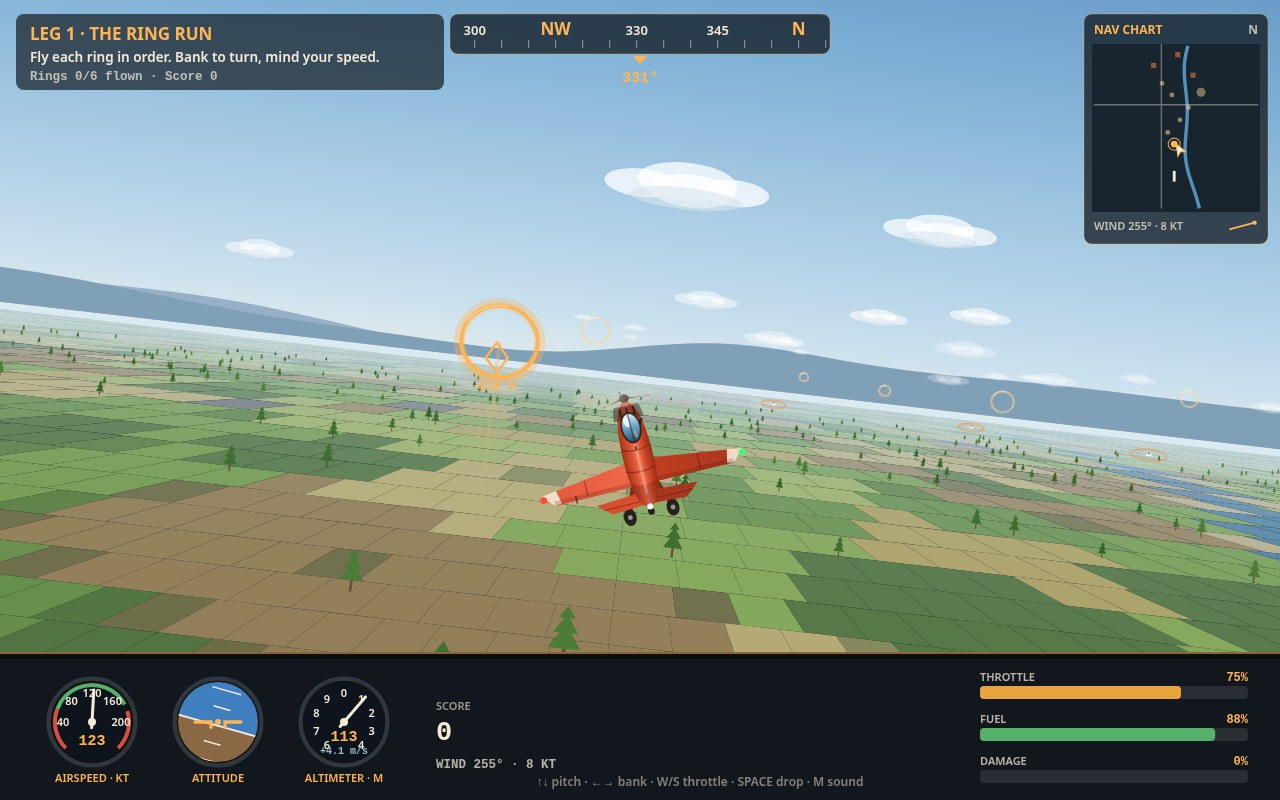 LEG 1 · THE RING RUN
Fly each ring in order. Bank to turn, mind your speed.
Rings 0/6 flown · Score 0
300 NW 330 345 N
331°
NAV CHART N
WIND 255° · 8 KT
40 80 120 160 200
123
AIRSPEED · KT
ATTITUDE
0 1 2 3 4 6 7 8 9
113
+4.1 m/s
ALTIMETER · M
SCORE
0
WIND 255° · 8 KT
↑↓ pitch · ←→ bank · W/S throttle · SPACE drop · M sound
THROTTLE 75%
FUEL 88%
DAMAGE 0%